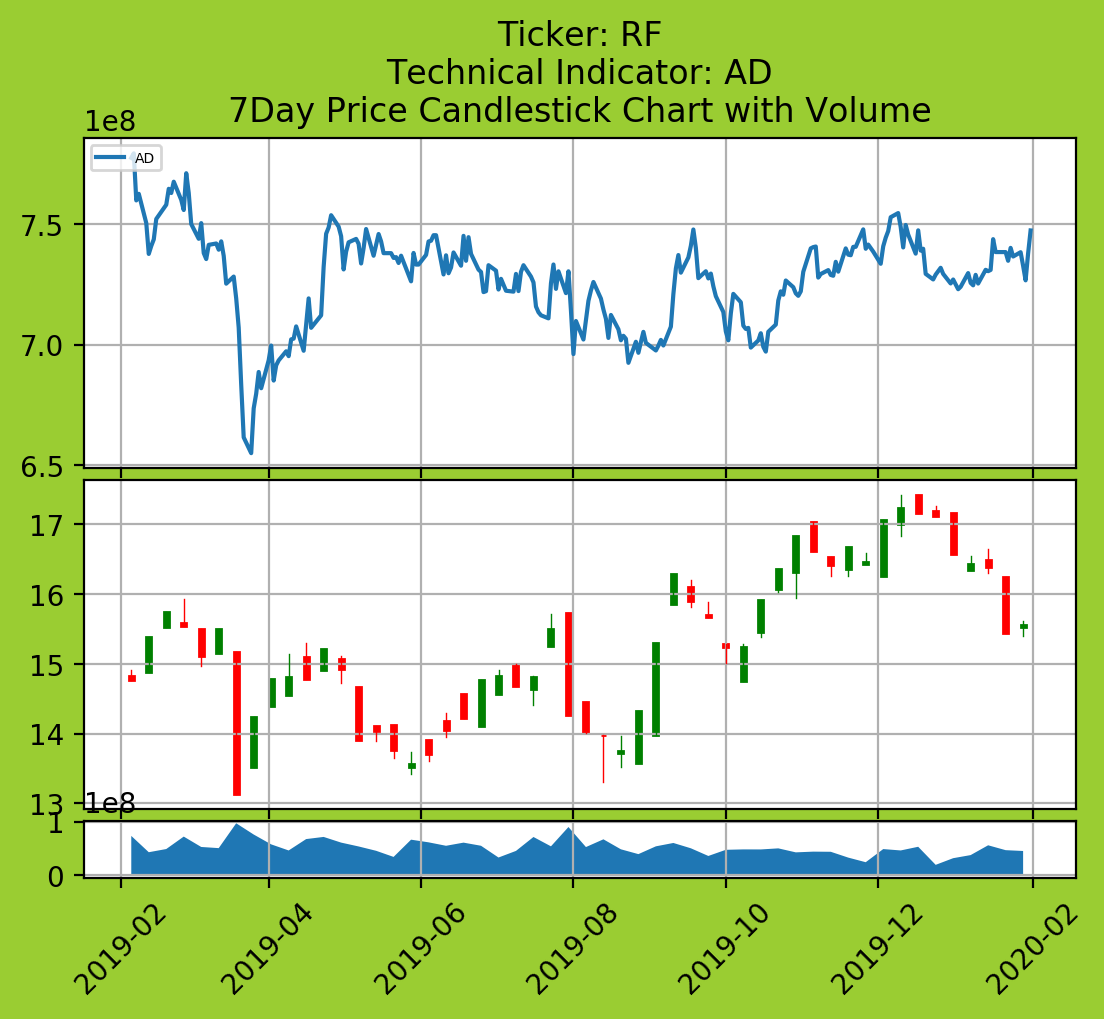 Ticker: RF
Technical Indicator: AD
7Day Price Candlestick Chart with Volume
1e8
AD
7.5
7.0
6.5
17
16
15
14
13
1e8
1
0
2019-02
2019-04
2019-06
2019-08
2019-10
2019-12
2020-02